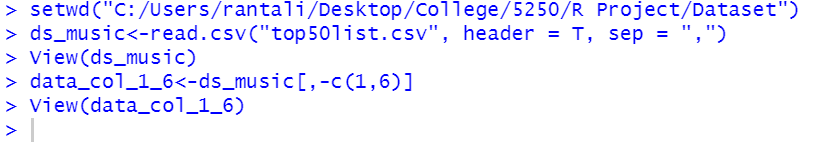 > setwd("C:/Users/rantali/Desktop/College/5250/R Project/Dataset")
> ds_music<-read.csv("top50list.csv", header = T, sep = ",")
> View(ds_music)
> data_col_1_6<-ds_music[,-c(1,6)]
> View(data_col_1_6)
>